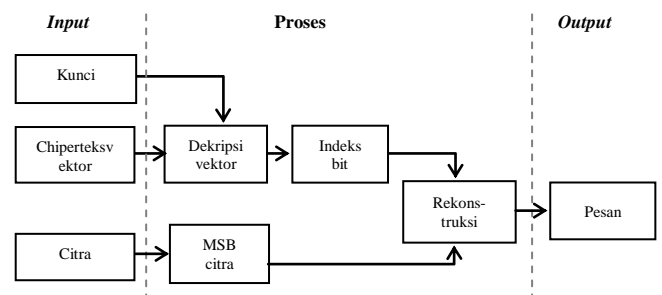 Input
Proses
Output
Kunci
Chiperteksv
ektor
Dekripsi
vektor
Indeks
bit
Rekons-
truksi
Pesan
Citra
MSB
citra